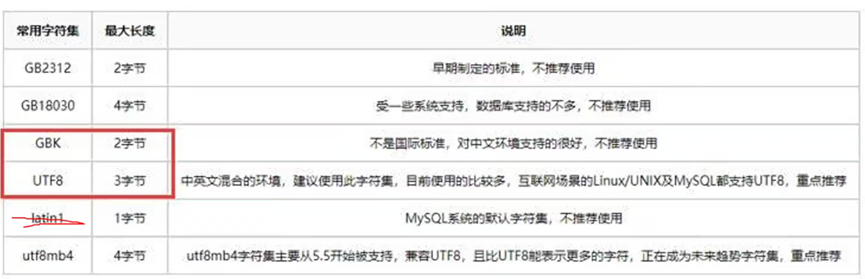 常用字符集 最大长度 说明
GB2312 2字节 早期制定的标准，不推荐使用
GB18030 4字节 受一些系统支持，数据库支持的不多，不推荐使用
GBK 2字节 不是国际标准，对中文环境支持的很好，不推荐使用
UTF8 3字节 中英文混合的环境，建议使用此字符集，目前使用的比较多，互联网场景的Linux/UNIX及MySQL都支持UTF8，重点推荐
latin1 1字节 MySQL系统的默认字符集，不推荐使用
utf8mb4 4字节 utf8mb4字符集主要从5.5开始被支持，兼容UTF8，且比UTF8能表示更多的字符，正在成为未来趋势字符集，重点推荐